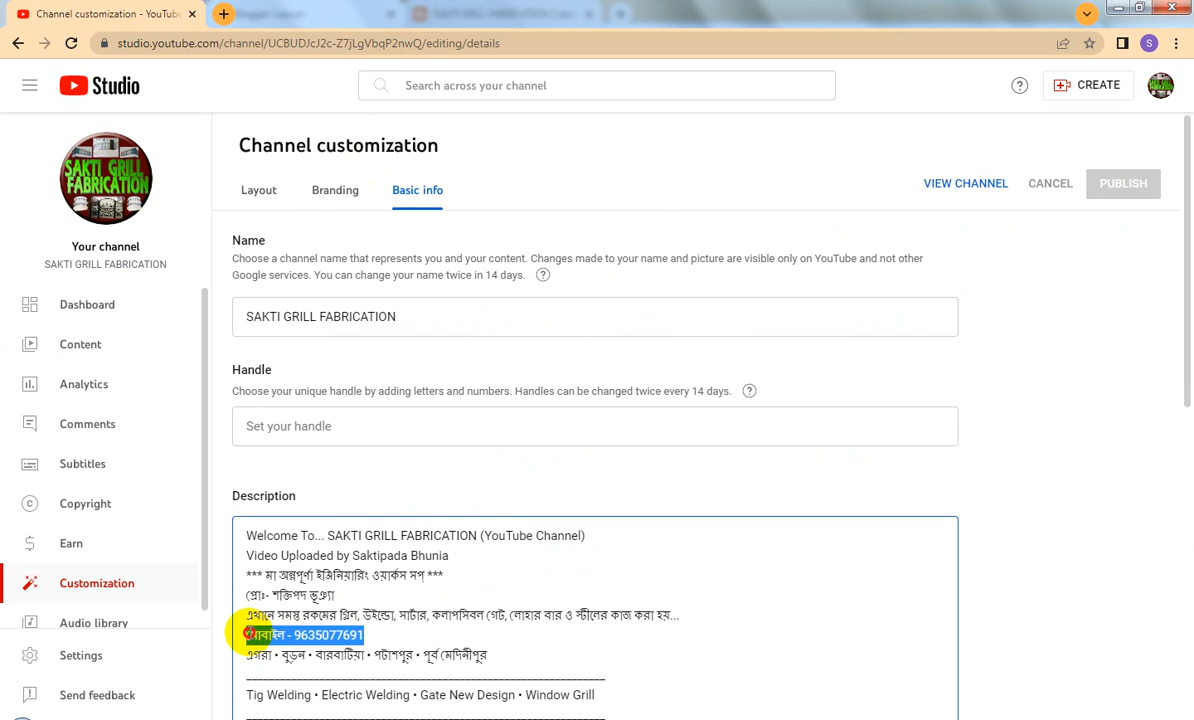 Channel customization - YouTube
SAKTI GRILL FABRICATION
studio.youtube.com/channel/UCBUDJcJ2c-Z7jLgVbqP2nwQ/editing/details
S
Studio
Search across your channel
CREATE
SAKTI GRILL FABRICATION
Your channel
SAKTI GRILL FABRICATION
Dashboard
Content
Analytics
Comments
Subtitles
Copyright
Earn
Customization
Audio library
Settings
Send feedback
Channel customization
Layout
Branding
Basic info
VIEW CHANNEL
CANCEL
PUBLISH
Name
Choose a channel name that represents you and your content. Changes made to your name and picture are visible only on YouTube and not other
Google services. You can change your name twice in 14 days.
SAKTI GRILL FABRICATION
Handle
Choose your unique handle by adding letters and numbers. Handles can be changed twice every 14 days.
Set your handle
Description
Welcome To... SAKTI GRILL FABRICATION (YouTube Channel)
Video Uploaded by Saktipada Bhunia
*** মা অন্নপূর্ণা ইঞ্জিনিয়ারিং ওয়ার্কস সপ্ ***
প্রোঃ- শক্তিপদ ভূঞ্যা
এখানে সমস্ত রকমের গ্রিল, উইন্ডো, সার্টার, কলাপসিবল গেট, লোহার বার ও স্টীলের কাজ করা হয়...
মোবাইল - 9635077691
এগরা • বুড়ন • বারবাটিয়া • পটাশপুর • পূর্ব মেদিনীপুর
Tig Welding • Electric Welding • Gate New Design • Window Grill